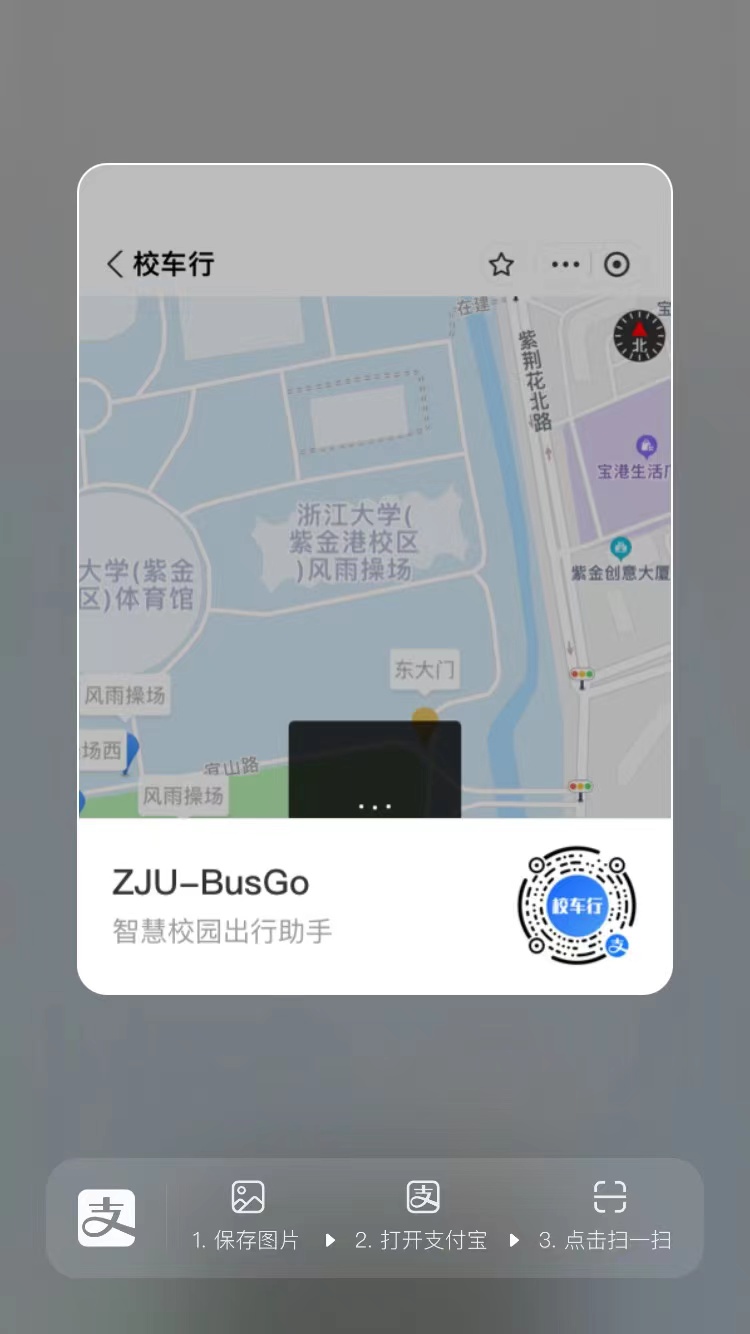 校车行
在建
宝
北
紫荆花北路
宝港生活广
浙江大学(
紫金港校区
)风雨操场
大学(紫金
区)体育馆
紫金创意大厦
东大门
风雨操场
场西
宜山路
风雨操场
ZJU-BusGo
智慧校园出行助手
校车行
支
支
支
1. 保存图片
2. 打开支付宝
3. 点击扫一扫